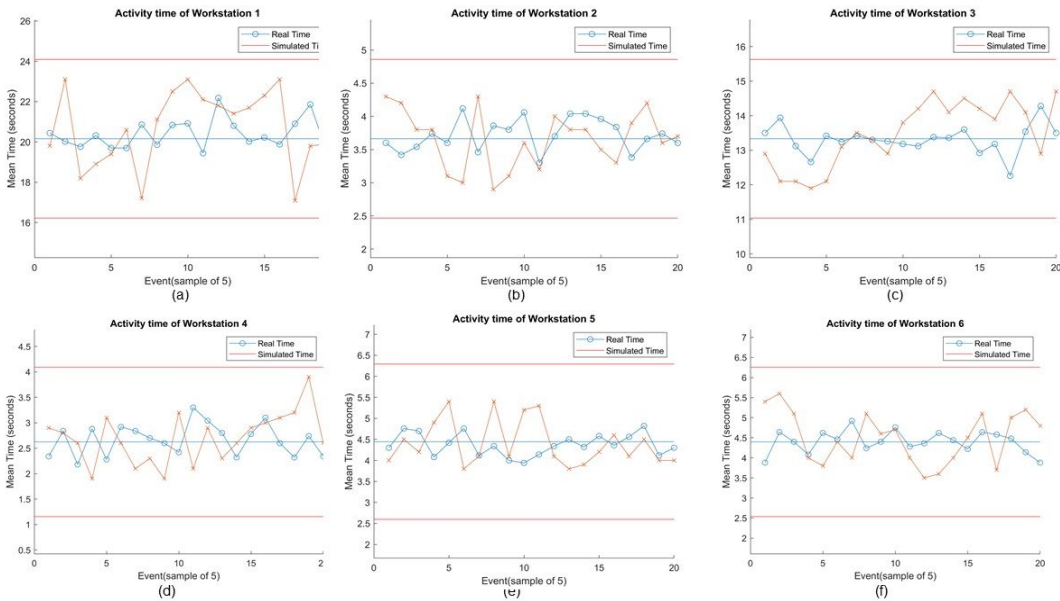 Activity time of Workstation 1
26
24
22
20
18
16
Mean Time (seconds)
Real Time
Simulated Ti
0
5
10
15
Event(sample of 5)
(a)
Activity time of Workstation 2
5
4.5
4
3.5
3
2.5
2
Mean Time (seconds)
Real Time
Simulated Time
0
5
10
15
20
Event(sample of 5)
(b)
Activity time of Workstation 3
16
15
14
13
12
11
10
Mean Time (seconds)
Real Time
Simulated Time
0
5
10
15
20
Event(sample of 5)
(c)
Activity time of Workstation 4
4.5
4
3.5
3
2.5
2
1.5
1
0.5
Mean Time (seconds)
Real Time
Simulated Time
0
5
10
15
2
Event(sample of 5)
(d)
Activity time of Workstation 5
7
6.5
6
5.5
5
4.5
4
3.5
3
2.5
2
Mean Time (seconds)
Real Time
Simulated Time
0
5
10
15
20
Event(sample of 5)
(e)
Activity time of Workstation 6
7
6.5
6
5.5
5
4.5
4
3.5
3
2.5
2
Mean Time (seconds)
Real Time
Simulated Time
0
5
10
15
20
Event(sample of 5)
(f)